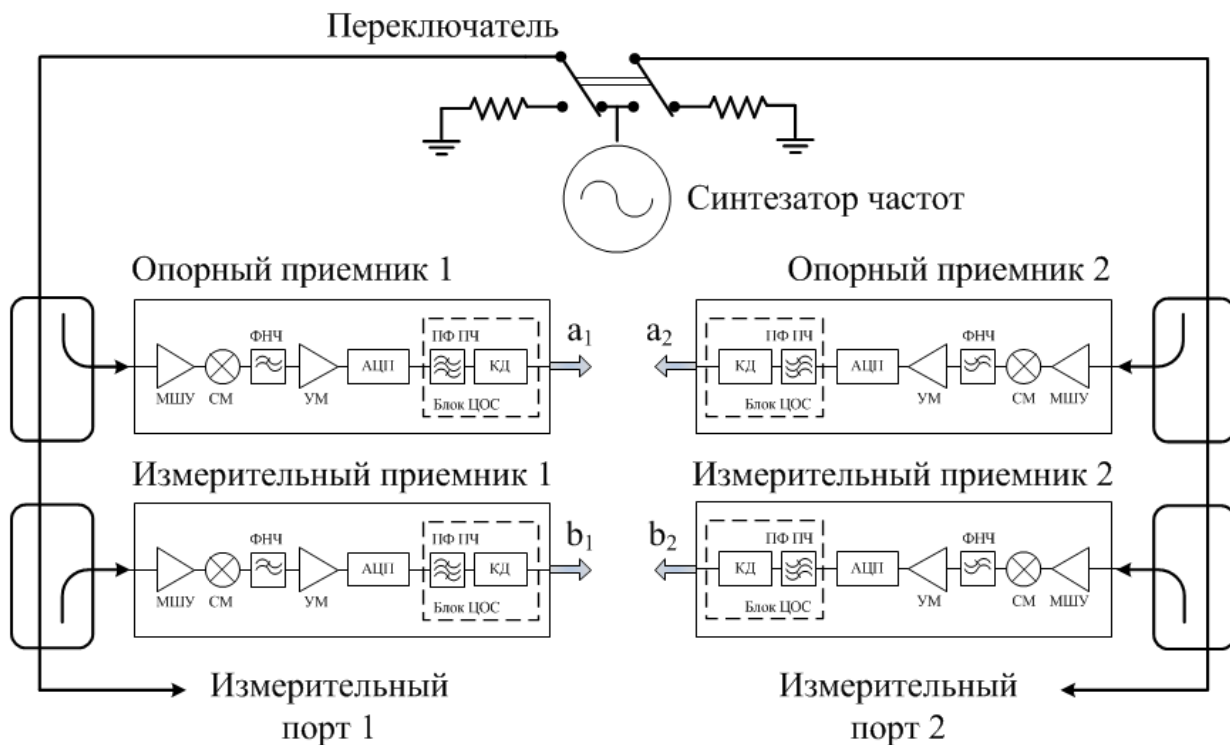 Переключатель
Синтезатор частот
Опорный приемник 1
Опорный приемник 2
МШУ СМ ФНЧ УМ АЦП ПФ ПЧ КД
Блок ЦОС
a1
a2
КД ПФ ПЧ АЦП УМ ФНЧ СМ МШУ
Блок ЦОС
Измерительный приемник 1
Измерительный приемник 2
МШУ СМ ФНЧ УМ АЦП ПФ ПЧ КД
Блок ЦОС
b1
b2
КД ПФ ПЧ АЦП УМ ФНЧ СМ МШУ
Блок ЦОС
Измерительный
порт 1
Измерительный
порт 2